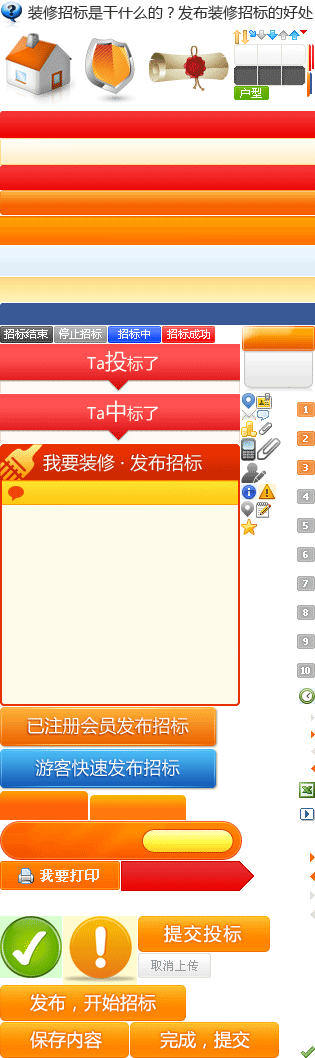 装修招标是干什么的？发布装修招标的好处
户型
招标结束 停止招标 招标中 招标成功
Ta投标了
Ta中标了
我要装修 · 发布招标
1
2
3
4
5
6
7
8
9
10
已注册会员发布招标
游客快速发布招标
我要打印
提交投标
取消上传
发布，开始招标
保存内容 完成，提交